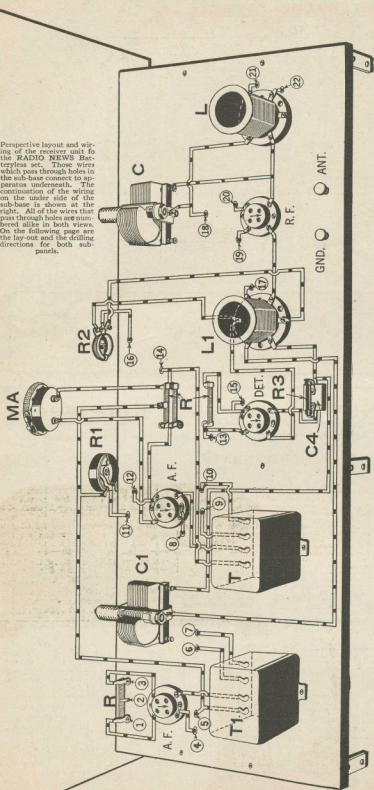 Perspective layout and wir-
ing of the receiver unit fo
the RADIO NEWS Bat-
teryless set. Those wires
which pass through holes in
the sub-base connect to ap-
paratus underneath. The
continuation of the wiring
on the under side of the
sub-base is shown at the
right. All of the wires that
pass through holes are num-
bered alike in both views.
On the following page are
the lay-out and the drilling
directions for both sub-
panels.
MA
R2
C
L
R1
R
C1
R
A.F.
A.F.
DET.
R.F.
L1
R3
C4
T
T1
GND.
ANT.
1
2
3
4
5
6
7
8
9
10
11
12
13
14
15
16
17
18
19
20
21
22